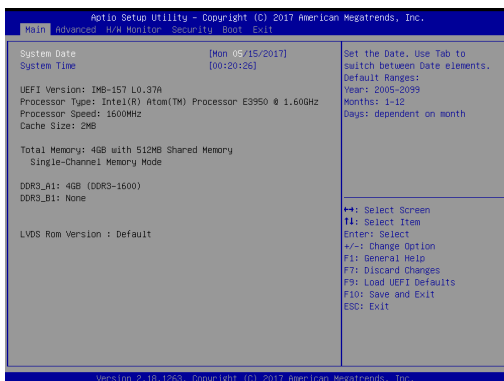 Aptio Setup Utility – Copyright (C) 2017 American Megatrends, Inc.
Main Advanced H/W Monitor Security Boot Exit
System Date [Mon 05/15/2017]
System Time [00:20:26]
UEFI Version: IMB-157 L0.37A
Processor Type: Intel(R) Atom(TM) Processor E3950 @ 1.60GHz
Processor Speed: 1600MHz
Cache Size: 2MB
Total Memory: 4GB with 512MB Shared Memory
Single-Channel Memory Mode
DDR3_A1: 4GB (DDR3-1600)
DDR3_B1: None
LVDS Rom Version : Default
Set the Date. Use Tab to
switch between Date elements.
Default Ranges:
Year: 2005-2099
Months: 1-12
Days: dependent on month
↔: Select Screen
↑↓: Select Item
Enter: Select
+/-: Change Option
F1: General Help
F7: Discard Changes
F9: Load UEFI Defaults
F10: Save and Exit
ESC: Exit
Version 2.18.1263. Copyright (C) 2017 American Megatrends, Inc.